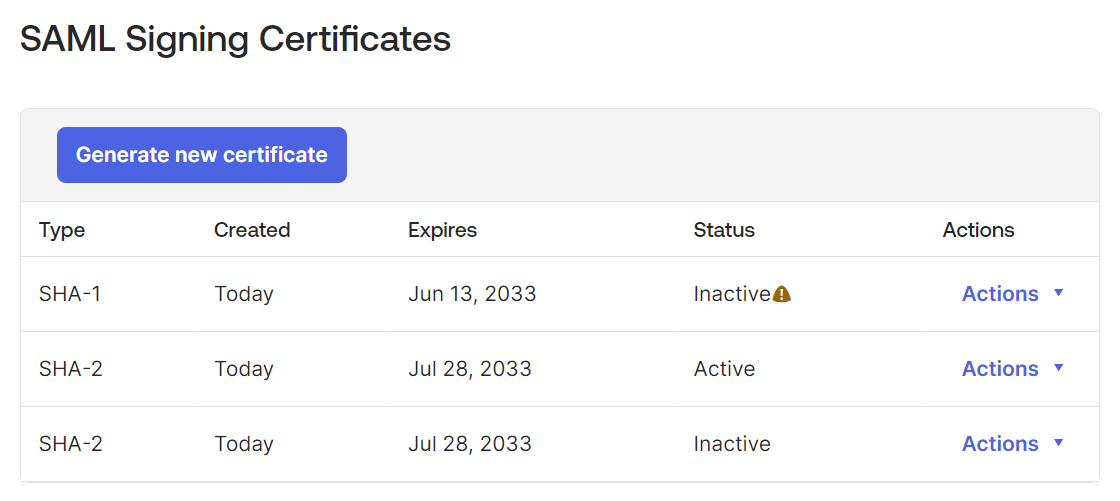 SAML Signing Certificates
Generate new certificate
Type Created Expires Status Actions
SHA-1 Today Jun 13, 2033 Inactive Actions
SHA-2 Today Jul 28, 2033 Active Actions
SHA-2 Today Jul 28, 2033 Inactive Actions